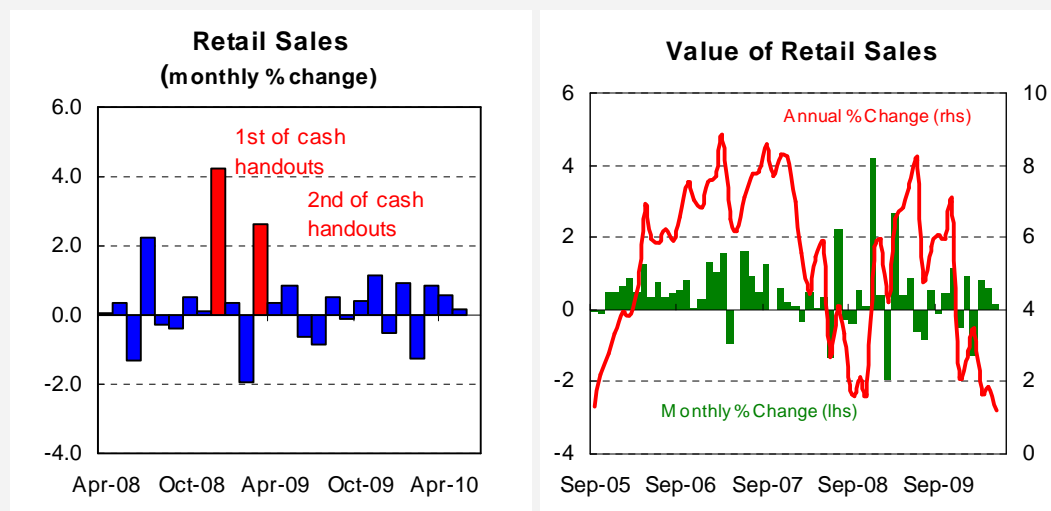 Retail Sales
(monthly % change)
6.0
4.0
2.0
0.0
-2.0
-4.0
1st of cash
handouts
2nd of cash
handouts
Apr-08 Oct-08 Apr-09 Oct-09 Apr-10
Value of Retail Sales
6
4
2
0
-2
-4
Annual % Change (rhs)
Monthly % Change (lhs)
10
8
6
4
2
0
Sep-05 Sep-06 Sep-07 Sep-08 Sep-09